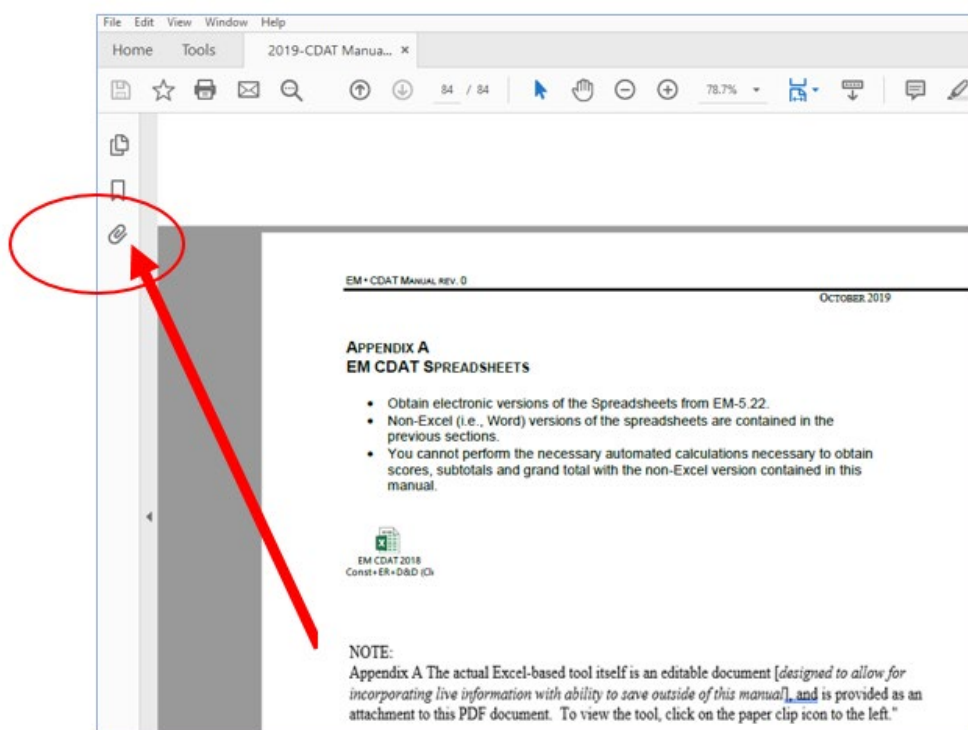 File Edit View Window Help
Home Tools 2019-CDAT Manua... ×
84 / 84 78.7%
EM • CDAT MANUAL REV. 0
OCTOBER 2019
APPENDIX A
EM CDAT SPREADSHEETS
• Obtain electronic versions of the Spreadsheets from EM-5.22.
• Non-Excel (i.e., Word) versions of the spreadsheets are contained in the
previous sections.
• You cannot perform the necessary automated calculations necessary to obtain
scores, subtotals and grand total with the non-Excel version contained in this
manual.
EM CDAT 2018
Const+ER+D&D (Cl
NOTE:
Appendix A The actual Excel-based tool itself is an editable document [designed to allow for
incorporating live information with ability to save outside of this manual], and is provided as an
attachment to this PDF document. To view the tool, click on the paper clip icon to the left."